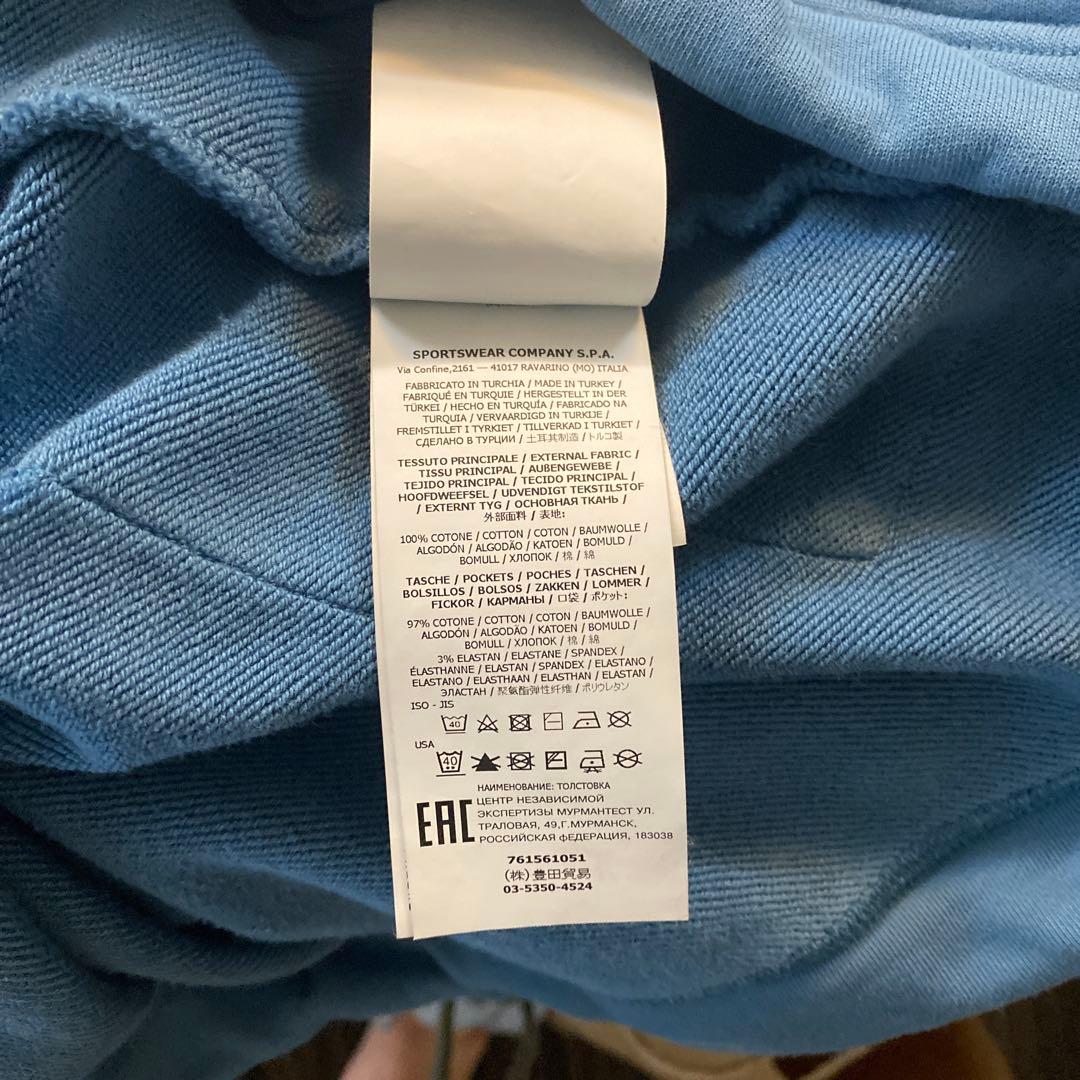 SPORTSWEAR COMPANY S.P.A.
Via Confine,2161 — 41017 RAVARINO (MO) ITALIA
FABBRICATO IN TURCHIA / MADE IN TURKEY /
FABRIQUÉ EN TURQUIE / HERGESTELLT IN DER
TÜRKEI / HECHO EN TURQUÍA / FABRICADO NA
TURQUIA / VERVAARDIGD IN TURKIJE /
FREMSTILLET I TYRKIET / TILLVERKAD I TURKIET /
СДЕЛАНО В ТУРЦИИ / 土耳其制造 / トルコ製
TESSUTO PRINCIPALE / EXTERNAL FABRIC /
TISSU PRINCIPAL / AUßENGEWEBE /
TEJIDO PRINCIPAL / TECIDO PRINCIPAL /
HOOFDWEEFSEL / UDVENDIGT TEKSTILSTOF
/ EXTERNT TYG / ОСНОВНАЯ ТКАНЬ /
外部面料 / 表地:
100% COTONE / COTTON / COTON / BAUMWOLLE /
ALGODÓN / ALGODÃO / KATOEN / BOMULD /
BOMULL / ХЛОПОК / 棉 / 綿
TASCHE / POCKETS / POCHES / TASCHEN /
BOLSILLOS / BOLSOS / ZAKKEN / LOMMER /
FICKOR / КАРМАНЫ / 口袋 / ポケット:
97% COTONE / COTTON / COTON / BAUMWOLLE /
ALGODÓN / ALGODÃO / KATOEN / BOMULD /
BOMULL / ХЛОПОК / 棉 / 綿
3% ELASTAN / ELASTANE / SPANDEX /
ÉLASTHANNE / ELASTAN / SPANDEX / ELASTANO /
ELASTANO / ELASTHAAN / ELASTHAN / ELASTAN /
ЭЛАСТАН / 聚氨酯弹性纤维 / ポリウレタン
ISO - JIS
40
USA
40
НАИМЕНОВАНИЕ: ТОЛСТОВКА
EAC
ЦЕНТР НЕЗАВИСИМОЙ
ЭКСПЕРТИЗЫ МУРМАНТЕСТ УЛ.
ТРАЛОВАЯ, 49,Г.МУРМАНСК,
РОССИЙСКАЯ ФЕДЕРАЦИЯ, 183038
761561051
(株)豊田貿易
03-5350-4524